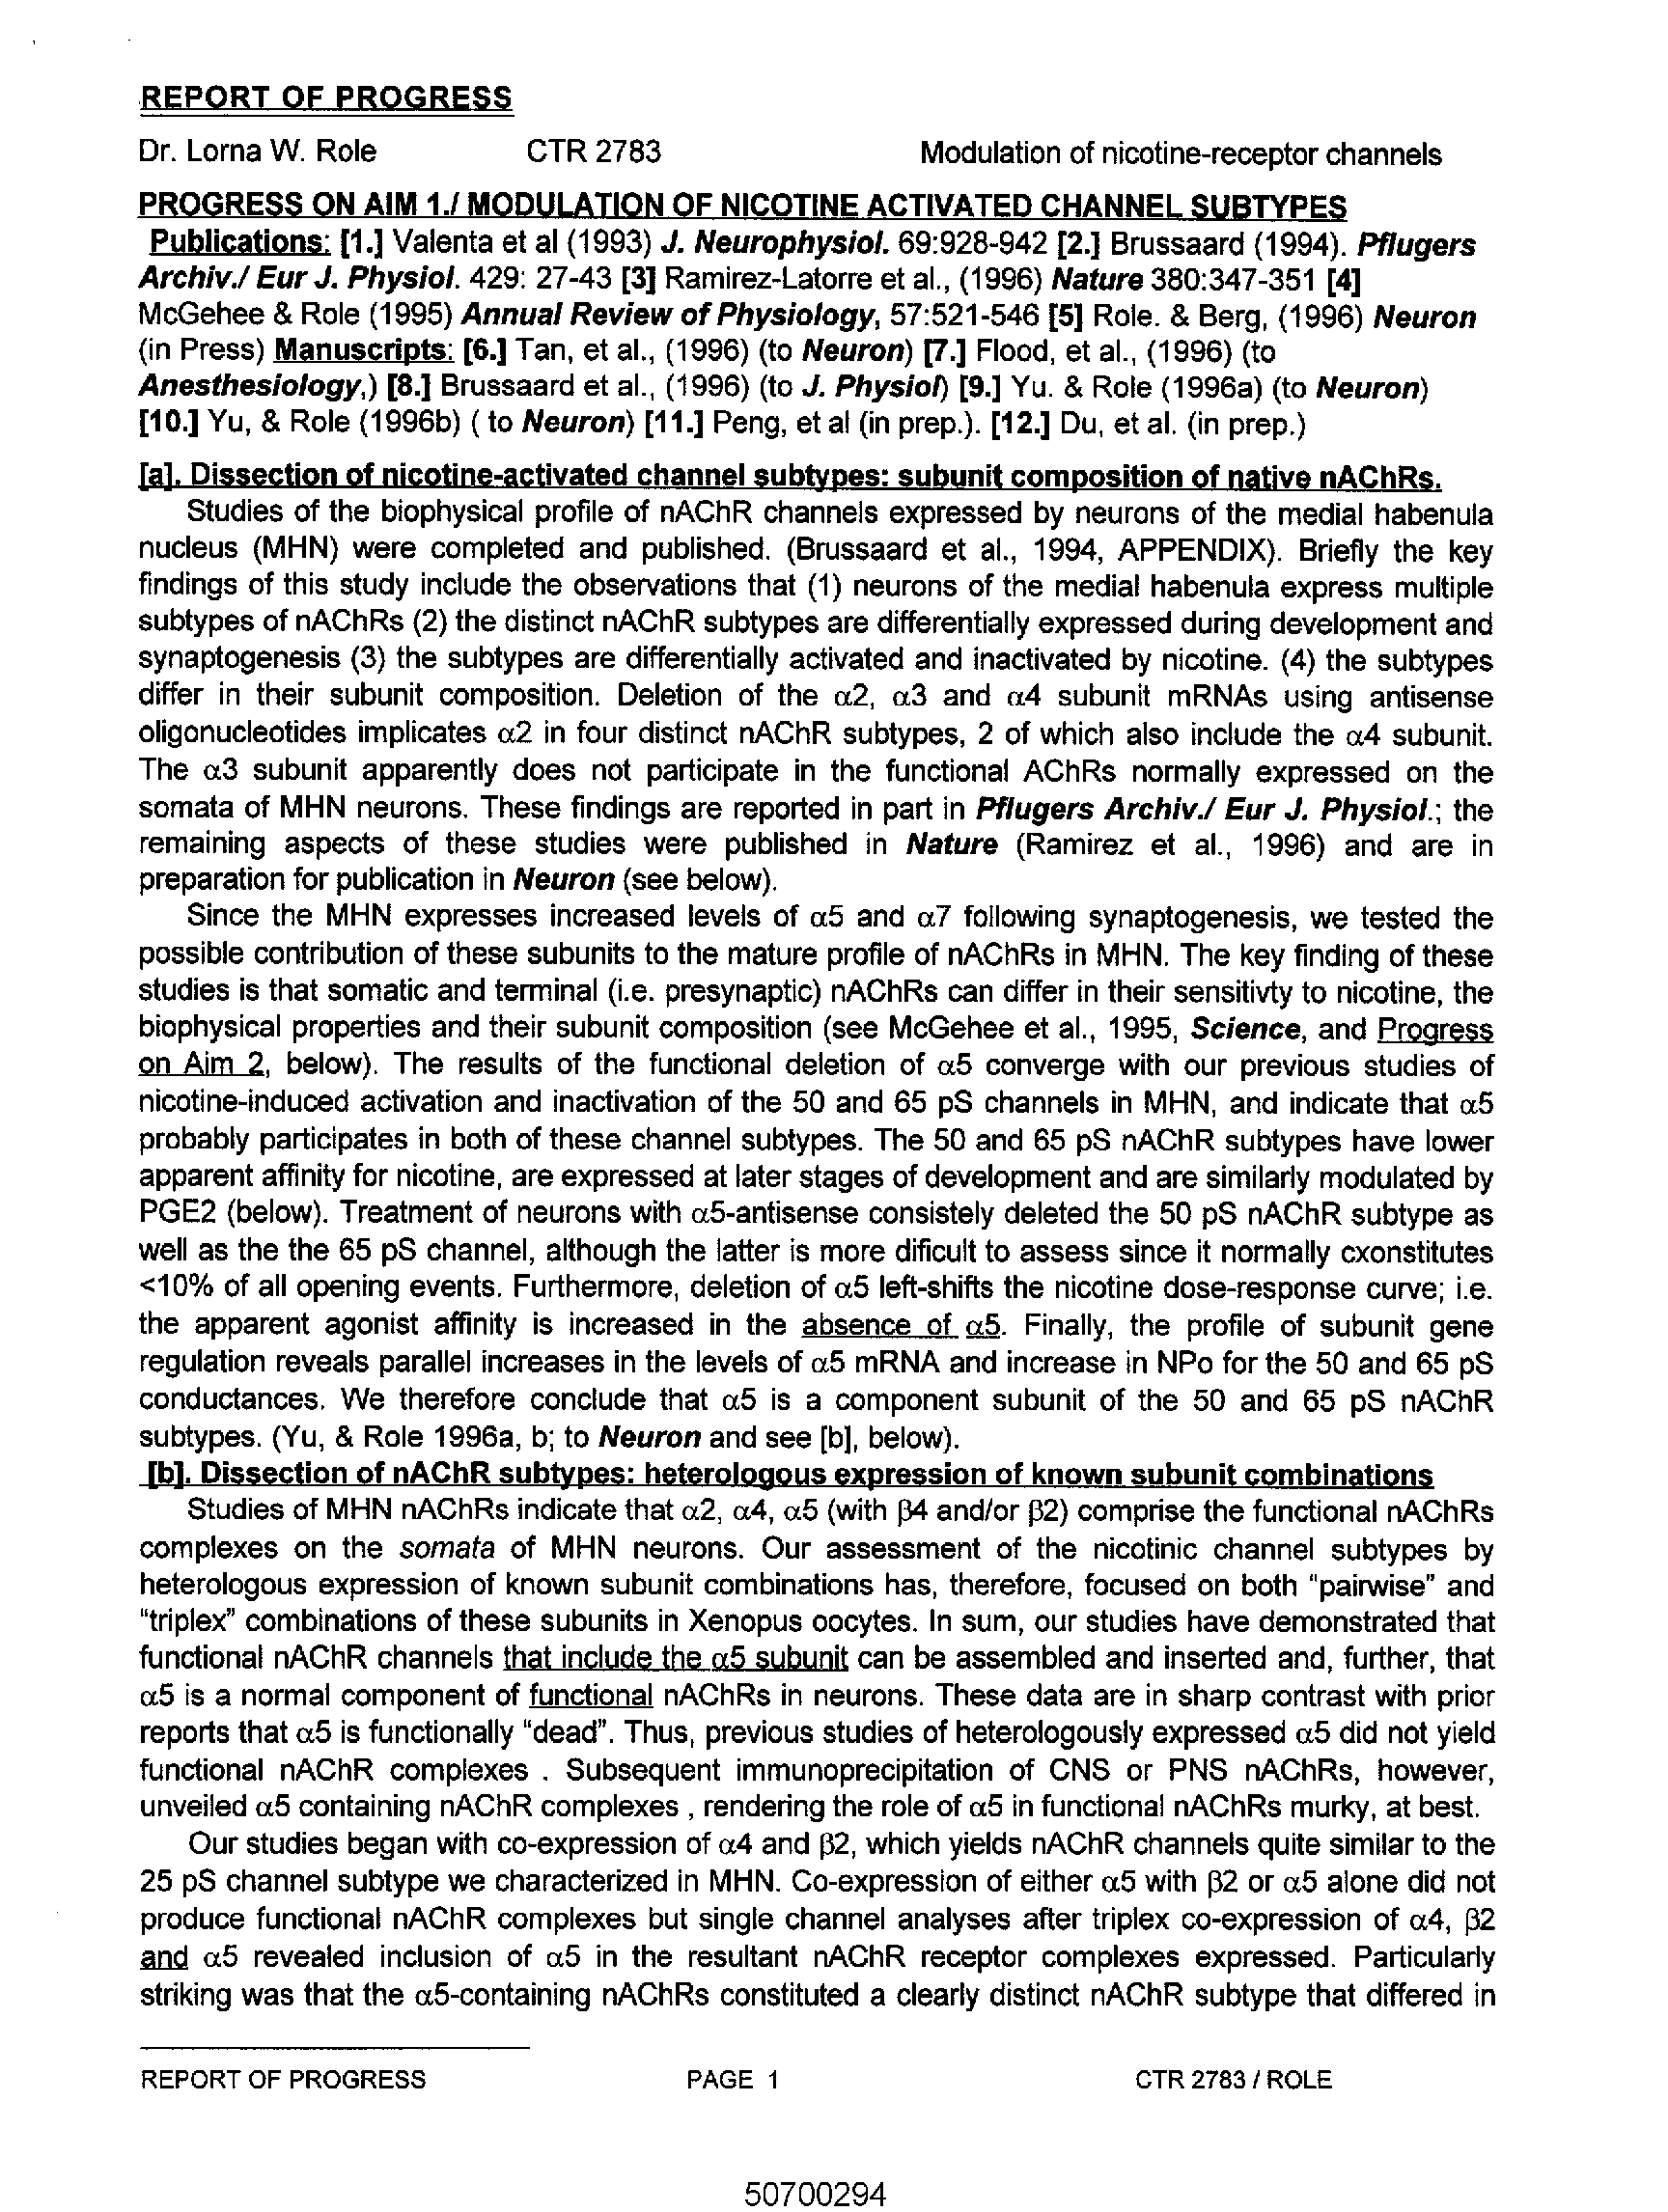 REPORT OF PROGRESS
Dr. Lorna W. Role CTR 2783 Modulation of nicotine-receptor channels
PROGRESS ON AIM 1./ MODULATION OF NICOTINE ACTIVATED CHANNEL SUBTYPES
Publications: [1.] Valenta et al (1993) J. Neurophysiol. 69:928-942 [2.] Brussaard (1994). Pflugers
Archiv./ Eur J. Physiol. 429: 27-43 [3] Ramirez-Latorre et al., (1996) Nature 380:347-351 [4]
McGehee & Role (1995) Annual Review of Physiology, 57:521-546 [5] Role. & Berg, (1996) Neuron
(in Press) Manuscripts: [6.] Tan, et al., (1996) (to Neuron) [7.] Flood, et al., (1996) (to
Anesthesiology,) [8.] Brussaard et al., (1996) (to J. Physiol) [9.] Yu. & Role (1996a) (to Neuron)
[10.] Yu, & Role (1996b) ( to Neuron) [11.] Peng, et al (in prep.). [12.] Du, et al. (in prep.)
[a]. Dissection of nicotine-activated channel subtypes: subunit composition of native nAChRs.
Studies of the biophysical profile of nAChR channels expressed by neurons of the medial habenula
nucleus (MHN) were completed and published. (Brussaard et al., 1994, APPENDIX). Briefly the key
findings of this study include the observations that (1) neurons of the medial habenula express multiple
subtypes of nAChRs (2) the distinct nAChR subtypes are differentially expressed during development and
synaptogenesis (3) the subtypes are differentially activated and inactivated by nicotine. (4) the subtypes
differ in their subunit composition. Deletion of the α2, α3 and α4 subunit mRNAs using antisense
oligonucleotides implicates α2 in four distinct nAChR subtypes, 2 of which also include the α4 subunit.
The α3 subunit apparently does not participate in the functional AChRs normally expressed on the
somata of MHN neurons. These findings are reported in part in Pflugers Archiv./ Eur J. Physiol.; the
remaining aspects of these studies were published in Nature (Ramirez et al., 1996) and are in
preparation for publication in Neuron (see below).
Since the MHN expresses increased levels of α5 and α7 following synaptogenesis, we tested the
possible contribution of these subunits to the mature profile of nAChRs in MHN. The key finding of these
studies is that somatic and terminal (i.e. presynaptic) nAChRs can differ in their sensitivty to nicotine, the
biophysical properties and their subunit composition (see McGehee et al., 1995, Science, and Progress
on Aim 2, below). The results of the functional deletion of α5 converge with our previous studies of
nicotine-induced activation and inactivation of the 50 and 65 pS channels in MHN, and indicate that α5
probably participates in both of these channel subtypes. The 50 and 65 pS nAChR subtypes have lower
apparent affinity for nicotine, are expressed at later stages of development and are similarly modulated by
PGE2 (below). Treatment of neurons with α5-antisense consistely deleted the 50 pS nAChR subtype as
well as the the 65 pS channel, although the latter is more dificult to assess since it normally cxonstitutes
<10% of all opening events. Furthermore, deletion of α5 left-shifts the nicotine dose-response curve; i.e.
the apparent agonist affinity is increased in the absence of α5. Finally, the profile of subunit gene
regulation reveals parallel increases in the levels of α5 mRNA and increase in NPo for the 50 and 65 pS
conductances. We therefore conclude that α5 is a component subunit of the 50 and 65 pS nAChR
subtypes. (Yu, & Role 1996a, b; to Neuron and see [b], below).
[b]. Dissection of nAChR subtypes: heterologous expression of known subunit combinations
Studies of MHN nAChRs indicate that α2, α4, α5 (with β4 and/or β2) comprise the functional nAChRs
complexes on the somata of MHN neurons. Our assessment of the nicotinic channel subtypes by
heterologous expression of known subunit combinations has, therefore, focused on both "pairwise" and
"triplex" combinations of these subunits in Xenopus oocytes. In sum, our studies have demonstrated that
functional nAChR channels that include the α5 subunit can be assembled and inserted and, further, that
α5 is a normal component of functional nAChRs in neurons. These data are in sharp contrast with prior
reports that α5 is functionally "dead". Thus, previous studies of heterologously expressed α5 did not yield
functional nAChR complexes . Subsequent immunoprecipitation of CNS or PNS nAChRs, however,
unveiled α5 containing nAChR complexes , rendering the role of α5 in functional nAChRs murky, at best.
Our studies began with co-expression of α4 and β2, which yields nAChR channels quite similar to the
25 pS channel subtype we characterized in MHN. Co-expression of either α5 with β2 or α5 alone did not
produce functional nAChR complexes but single channel analyses after triplex co-expression of α4, β2
and α5 revealed inclusion of α5 in the resultant nAChR receptor complexes expressed. Particularly
striking was that the α5-containing nAChRs constituted a clearly distinct nAChR subtype that differed in
REPORT OF PROGRESS PAGE 1 CTR 2783 / ROLE
50700294